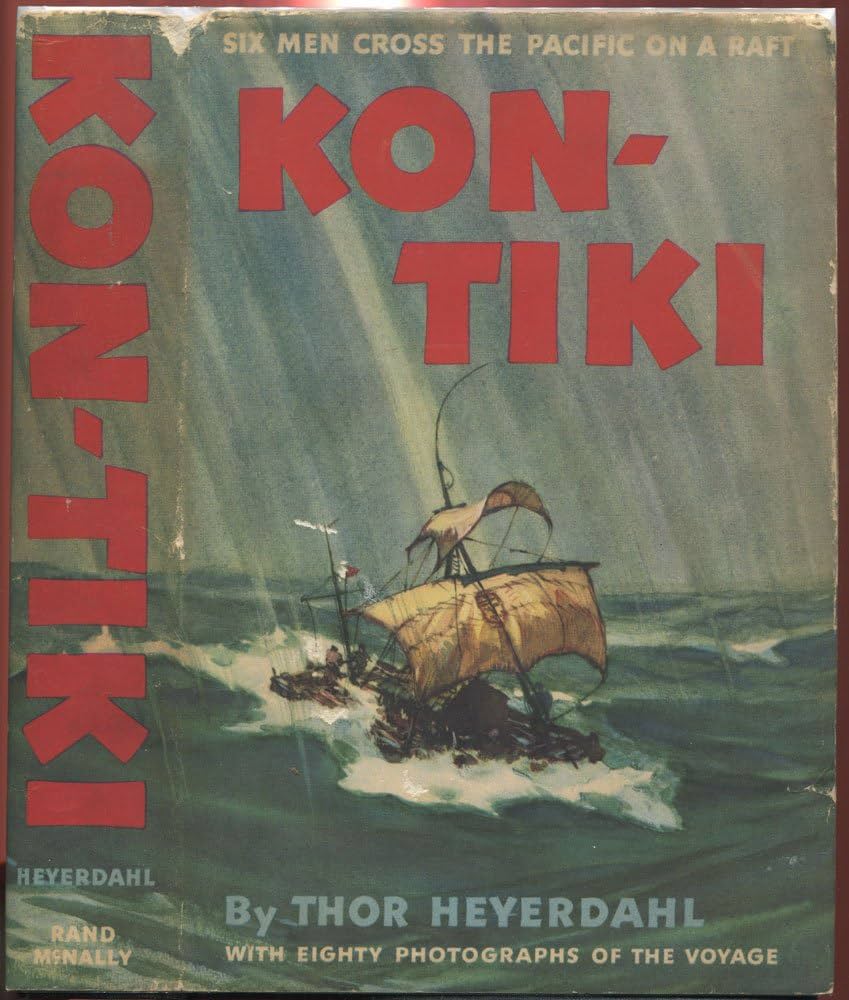 KON-TIKI
HEYERDAHL
RAND
McNALLY
SIX MEN CROSS THE PACIFIC ON A RAFT
KON-
TIKI
By THOR HEYERDAHL
WITH EIGHTY PHOTOGRAPHS OF THE VOYAGE